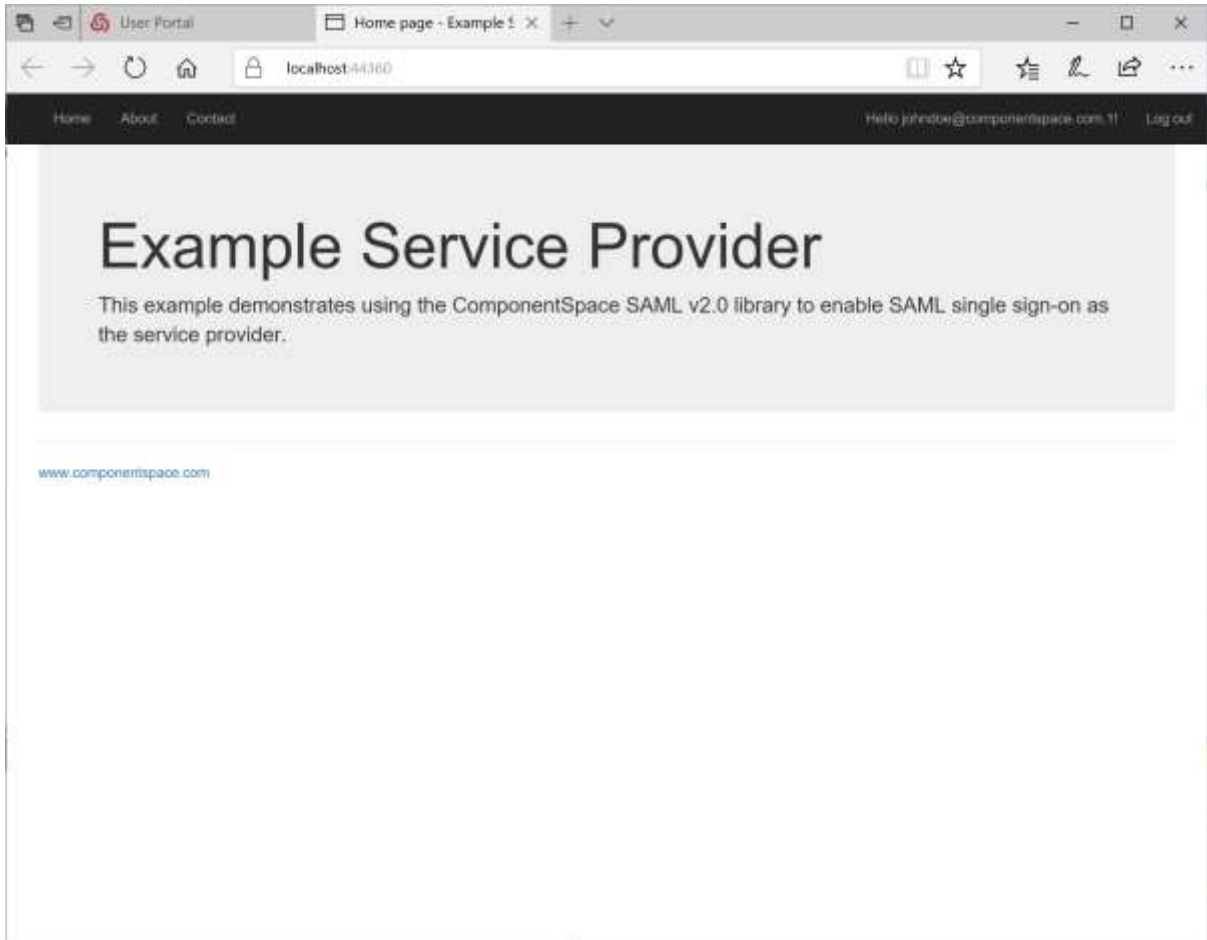 User Portal
Home page - Example S
localhost:44360
Home About Contact
Hello johndoe@componentspace.com.1! Log out
Example Service Provider
This example demonstrates using the ComponentSpace SAML v2.0 library to enable SAML single sign-on as
the service provider.
www.componentspace.com